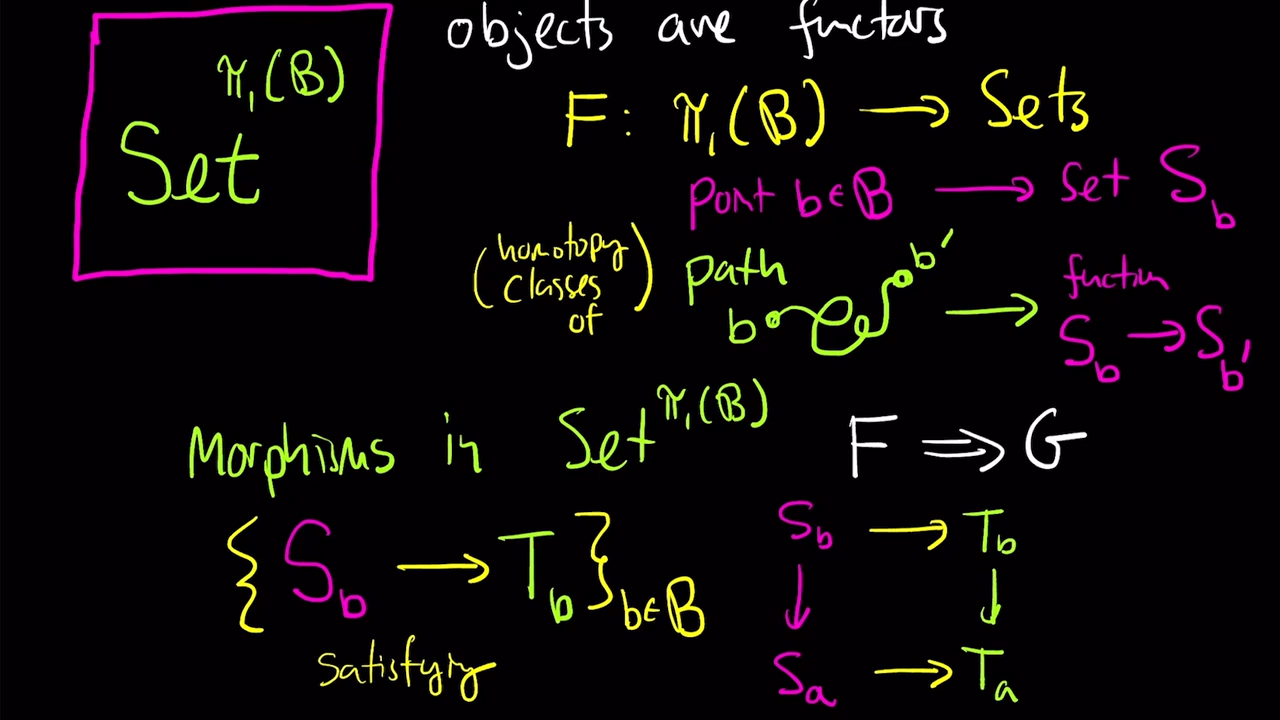 objects are functors
π₁(B)
Set
F: π₁(B) → Sets
point b∈B → set S_b
(homotopy classes of) path
b b'
→ function
S_b → S_b'
Morphisms in Set^π₁(B) F ⇒ G
{S_b → T_b}_b∈B
S_b → T_b
↓ ↓
satisfying
S_a → T_a